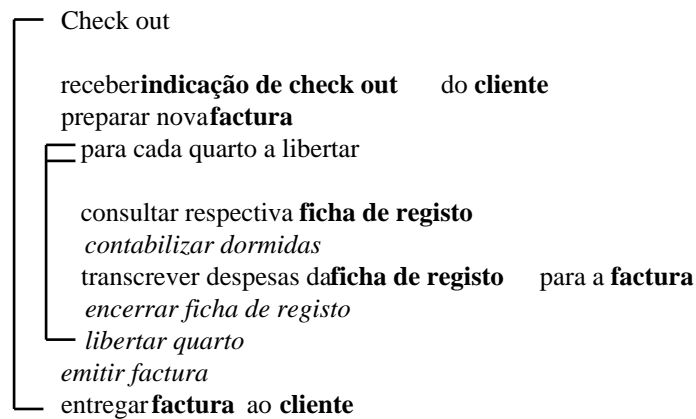 Check out
receber indicação de check out do cliente
preparar nova factura
para cada quarto a libertar
consultar respectiva ficha de registo
contabilizar dormidas
transcrever despesas da ficha de registo para a factura
encerrar ficha de registo
libertar quarto
emitir factura
entregar factura ao cliente